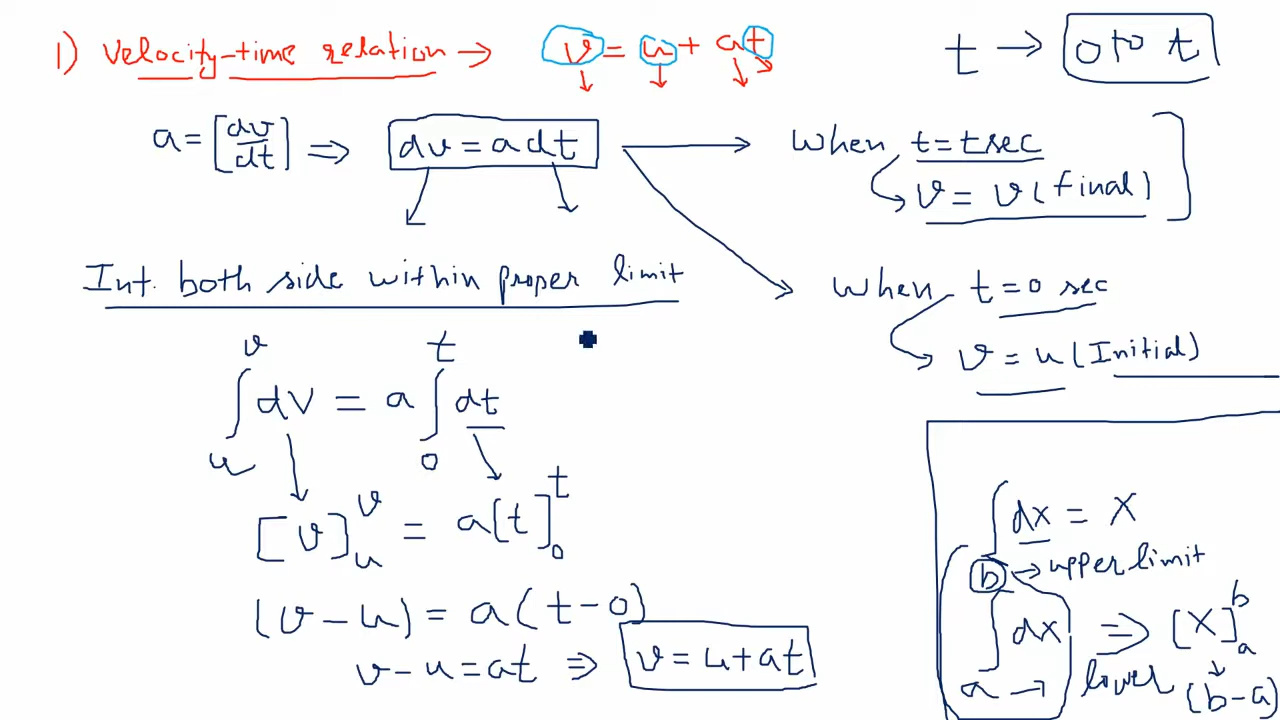 1) Velocity-time relation → v = u + at
t → 0 to t
a = [dv/dt] ⇒ dv = a dt
When t = t sec
v = v (final)
When t = 0 sec
v = u (Initial)
Int. both side within proper limit
∫_u^v dv = a ∫_0^t dt
[v]_u^v = a[t]_0^t
(v - u) = a(t - 0)
v - u = at ⇒ v = u + at
∫dx = X
b → upper limit
∫_a^b dx ⇒ [X]_a^b
a → lower
(b - a)